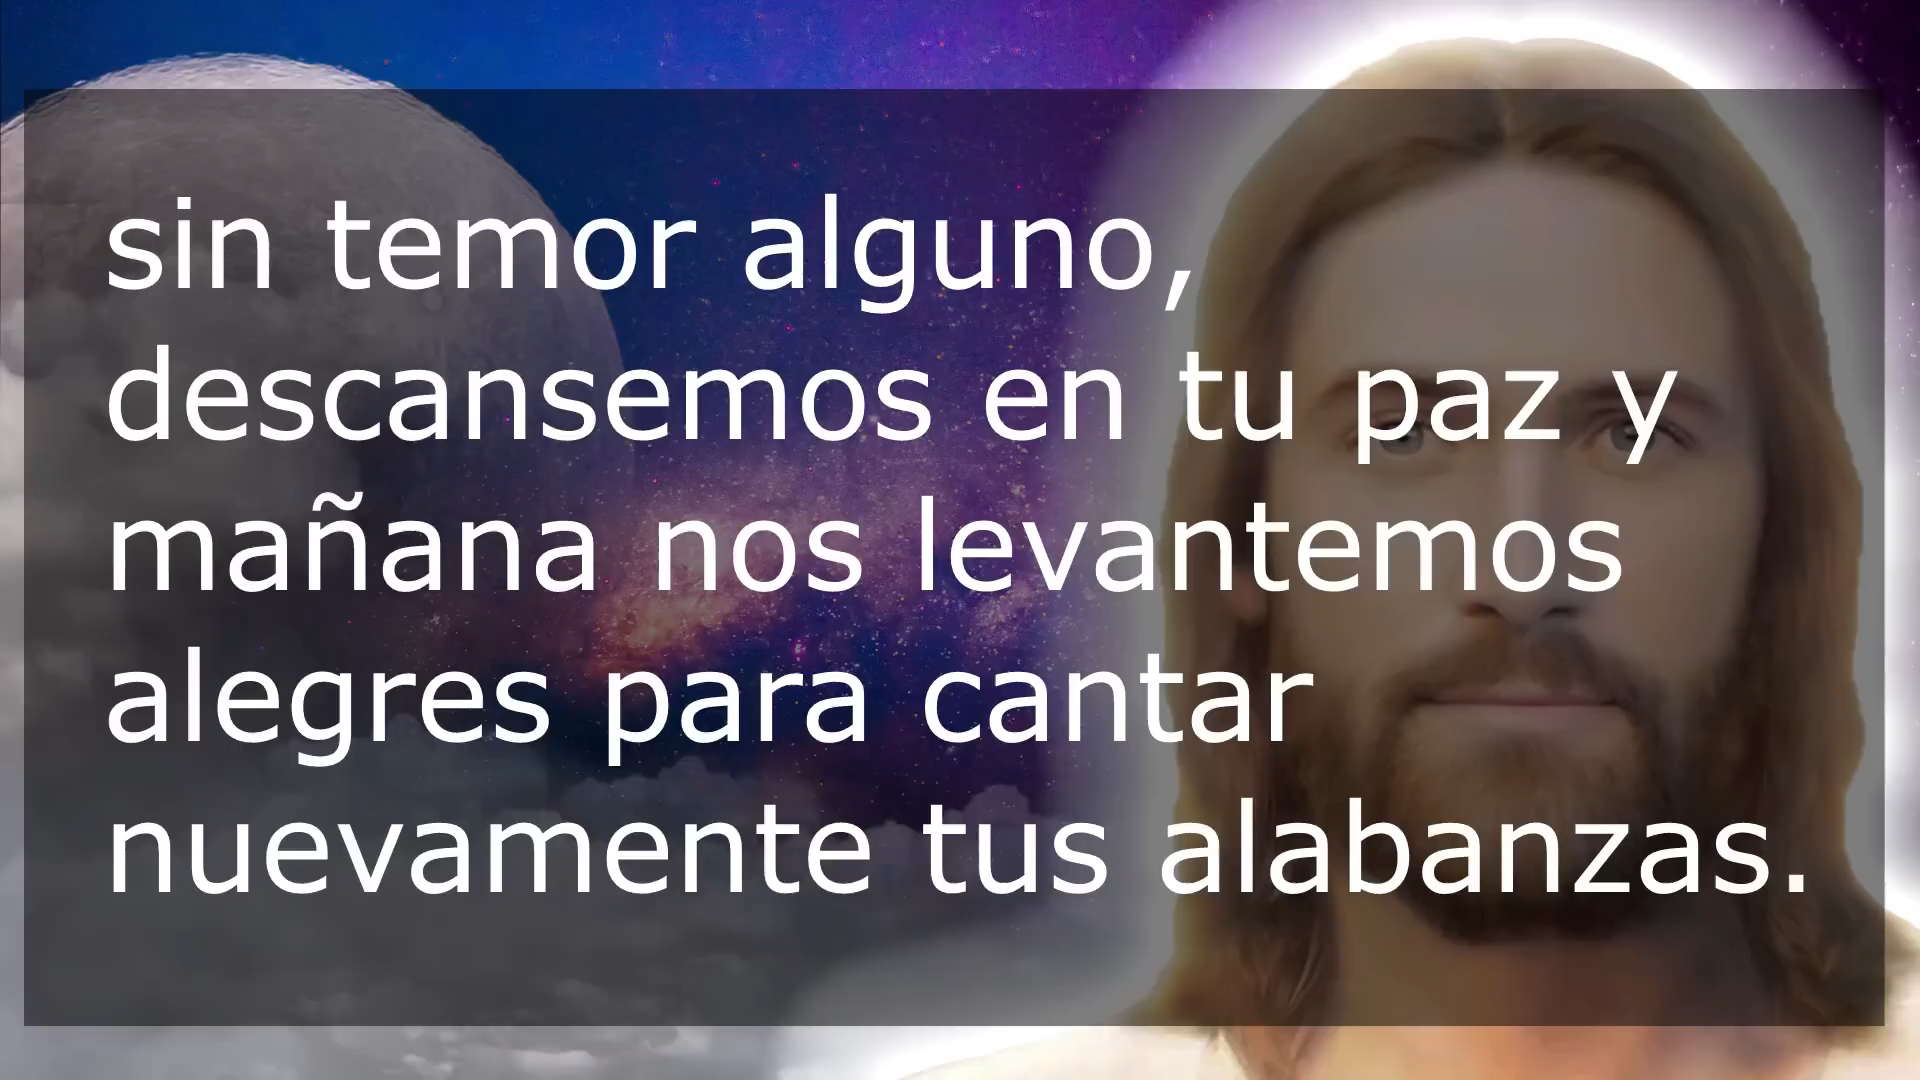 sin temor alguno,
descansemos en tu paz y
mañana nos levantemos
alegres para cantar
nuevamente tus alabanzas.